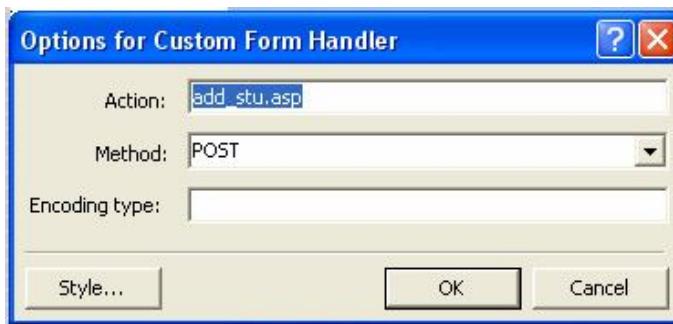 Options for Custom Form Handler
Action: add_stu.asp
Method: POST
Encoding type:
Style... OK Cancel